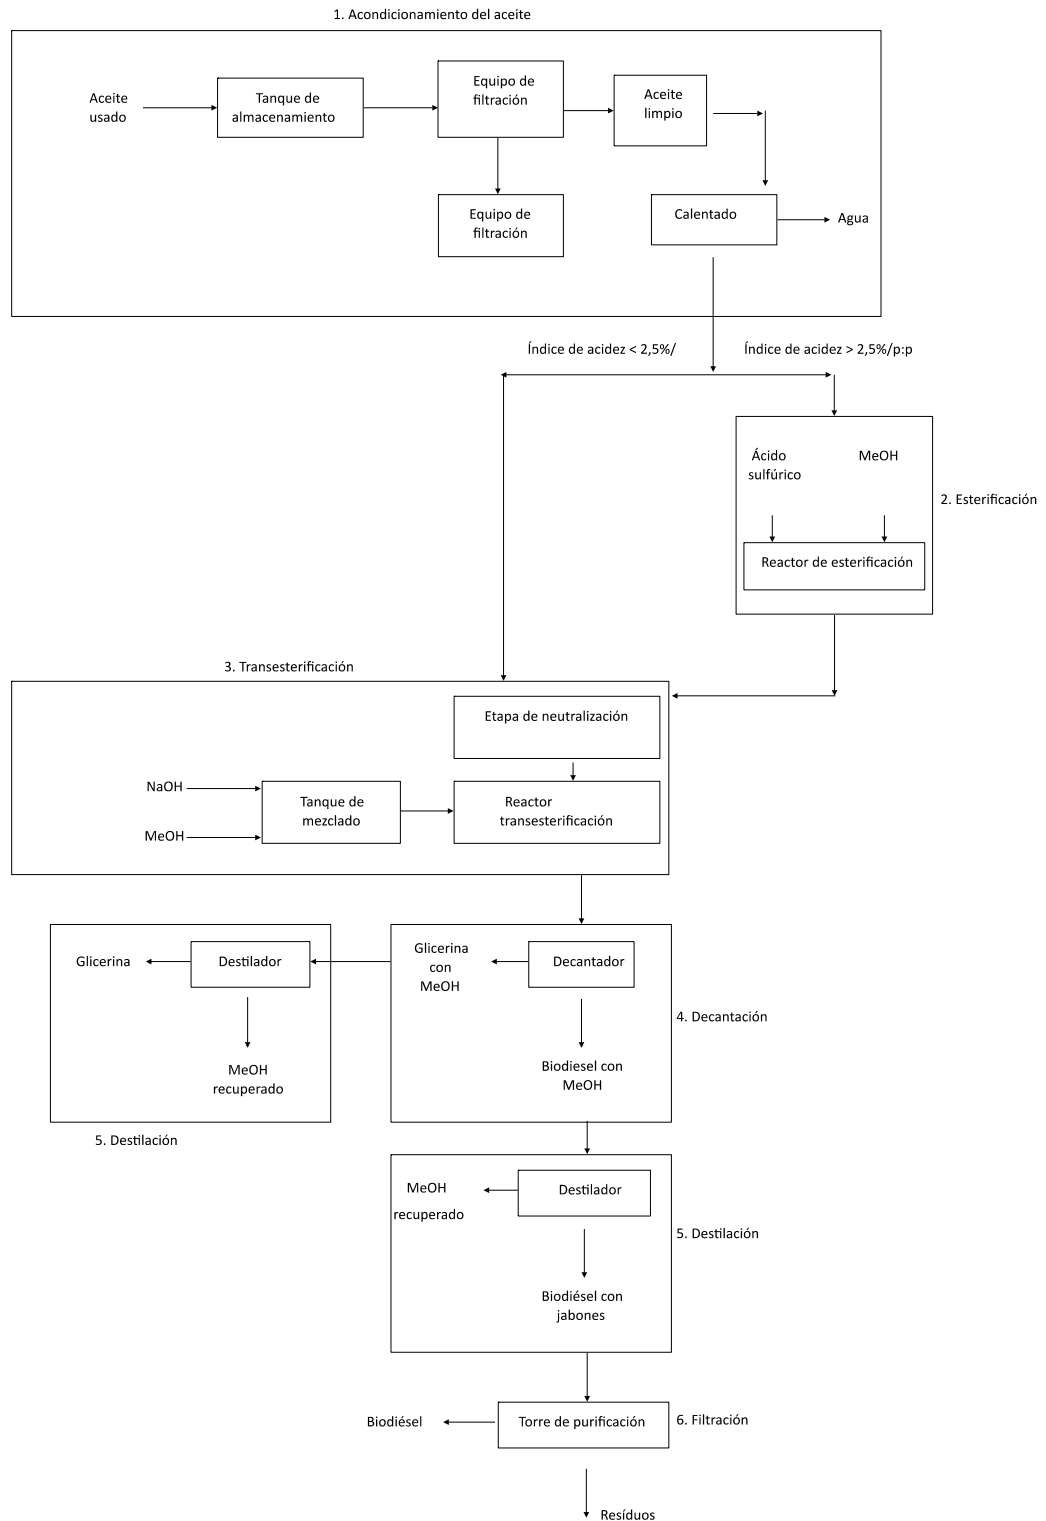 1. Acondicionamiento del aceite
Aceite
usado
Tanque de
almacenamiento
Equipo de
filtración
Aceite
limpio
Equipo de
filtración
Calentado
Agua
Índice de acidez < 2,5%/
Índice de acidez > 2,5%/p:p
Ácido
sulfúrico
MeOH
2. Esterificación
Reactor de esterificación
3. Transesterificación
Etapa de neutralización
NaOH
MeOH
Tanque de
mezclado
Reactor
transesterificación
Glicerina
Destilador
Glicerina
con
MeOH
Decantador
4. Decantación
MeOH
recuperado
Biodiesel con
MeOH
5. Destilación
MeOH
recuperado
Destilador
5. Destilación
Biodiésel con
jabones
Biodiésel
Torre de purificación
6. Filtración
Resíduos